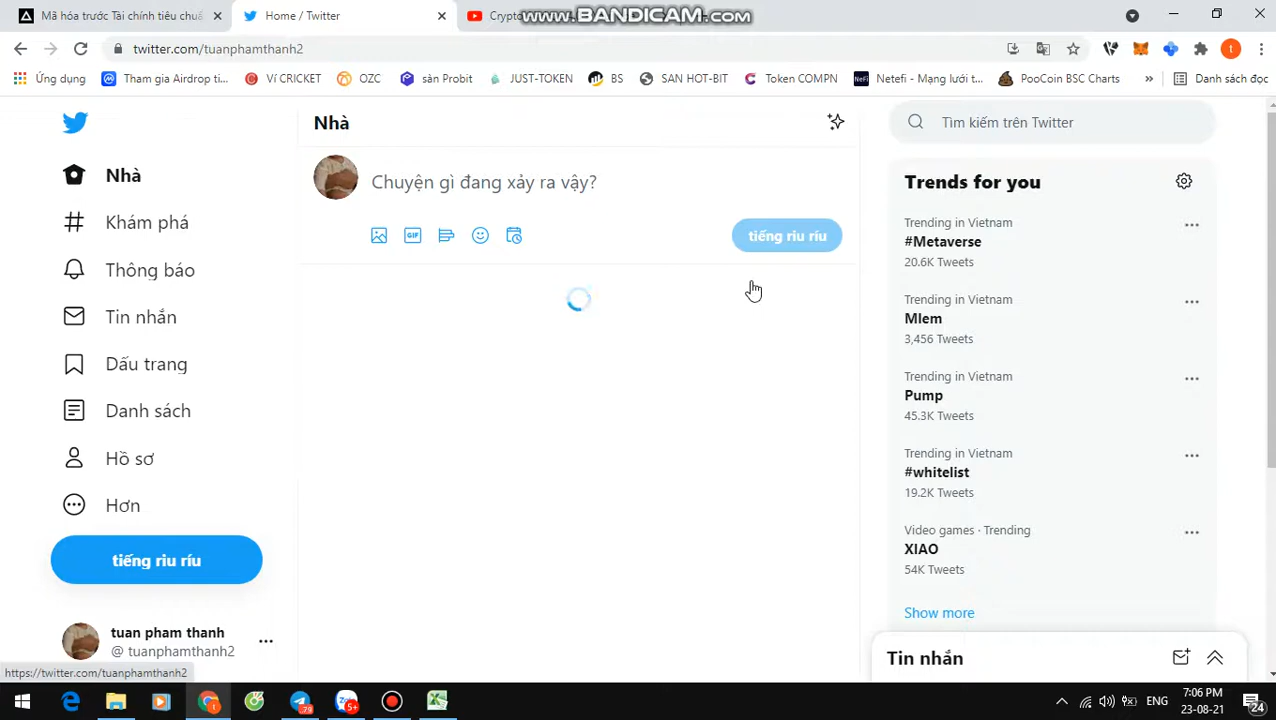 Mã hóa trước Tài chính tiêu chuẩ
Home / Twitter
Crypto
www.BANDICAM.com
twitter.com/tuanphamthanh2
t
Ứng dụng
Tham gia Airdrop ti...
Ví CRICKET
OZC
sàn Probit
JUST-TOKEN
BS
SAN HOT-BIT
Token COMPN
Netefi - Mạng lưới t...
PooCoin BSC Charts
»
Danh sách đọc
Nhà
Tìm kiếm trên Twitter
Nhà
Khám phá
Thông báo
Tin nhắn
Dấu trang
Danh sách
Hồ sơ
Hơn
tiếng ríu ríu
tuan pham thanh
@ tuanphamthanh2
Chuyện gì đang xảy ra vậy?
GIF
tiếng ríu ríu
Trends for you
Trending in Vietnam
#Metaverse
20.6K Tweets
Trending in Vietnam
Mlem
3,456 Tweets
Trending in Vietnam
Pump
45.3K Tweets
Trending in Vietnam
#whitelist
19.2K Tweets
Video games · Trending
XIAO
54K Tweets
Show more
Tin nhắn
https://twitter.com/tuanphamthanh2
79
5+
ENG
7:06 PM
23-08-21
24